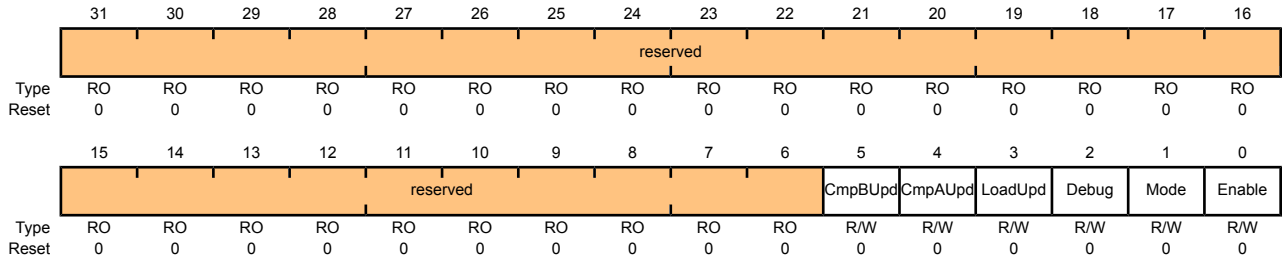 31 30 29 28 27 26 25 24 23 22 21 20 19 18 17 16
reserved
Type RO RO RO RO RO RO RO RO RO RO RO RO RO RO RO RO
Reset 0 0 0 0 0 0 0 0 0 0 0 0 0 0 0 0
15 14 13 12 11 10 9 8 7 6 5 4 3 2 1 0
reserved CmpBUpd CmpAUpd LoadUpd Debug Mode Enable
Type RO RO RO RO RO RO RO RO RO RO R/W R/W R/W R/W R/W R/W
Reset 0 0 0 0 0 0 0 0 0 0 0 0 0 0 0 0